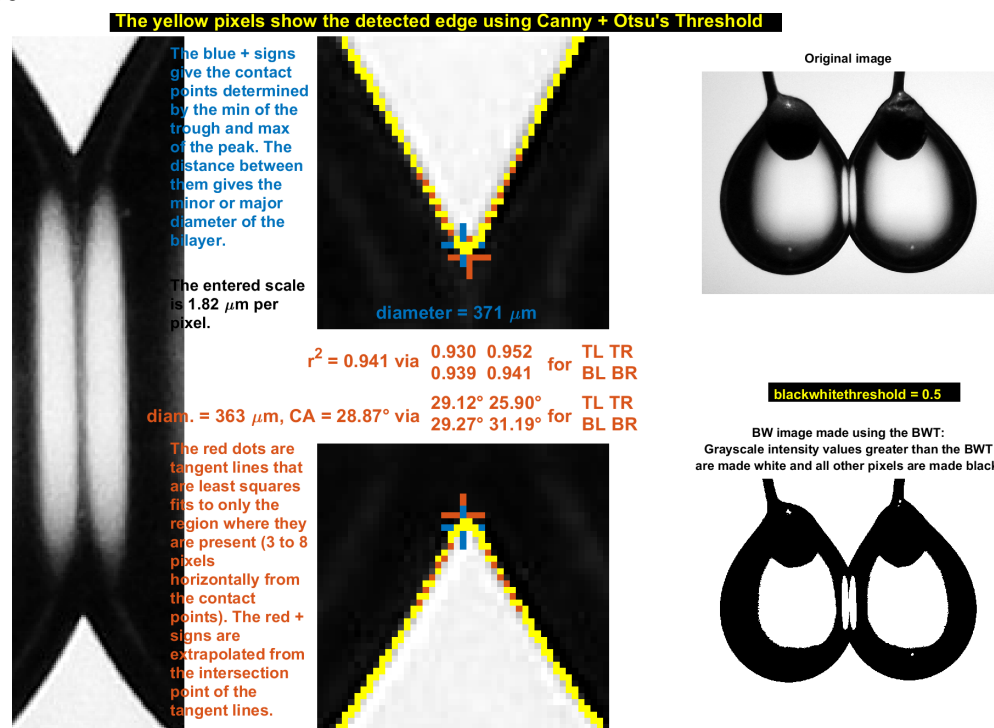 The yellow pixels show the detected edge using Canny + Otsu's Threshold
The blue + signs
give the contact
points determined
by the min of the
trough and max
of the peak. The
distance between
them gives the
minor or major
diameter of the
bilayer.
The entered scale
is 1.82 μm per
pixel.
diameter = 371 μm
r² = 0.941 via 0.930 0.952 for TL TR
0.939 0.941 BL BR
diam. = 363 μm, CA = 28.87° via 29.12° 25.90° for TL TR
29.27° 31.19° BL BR
The red dots are
tangent lines that
are least squares
fits to only the
region where they
are present (3 to 8
pixels
horizontally from
the contact
points). The red +
signs are
extrapolated from
the intersection
point of the
tangent lines.
Original image
blackwhitethreshold = 0.5
BW image made using the BWT:
Grayscale intensity values greater than the BWT
are made white and all other pixels are made black